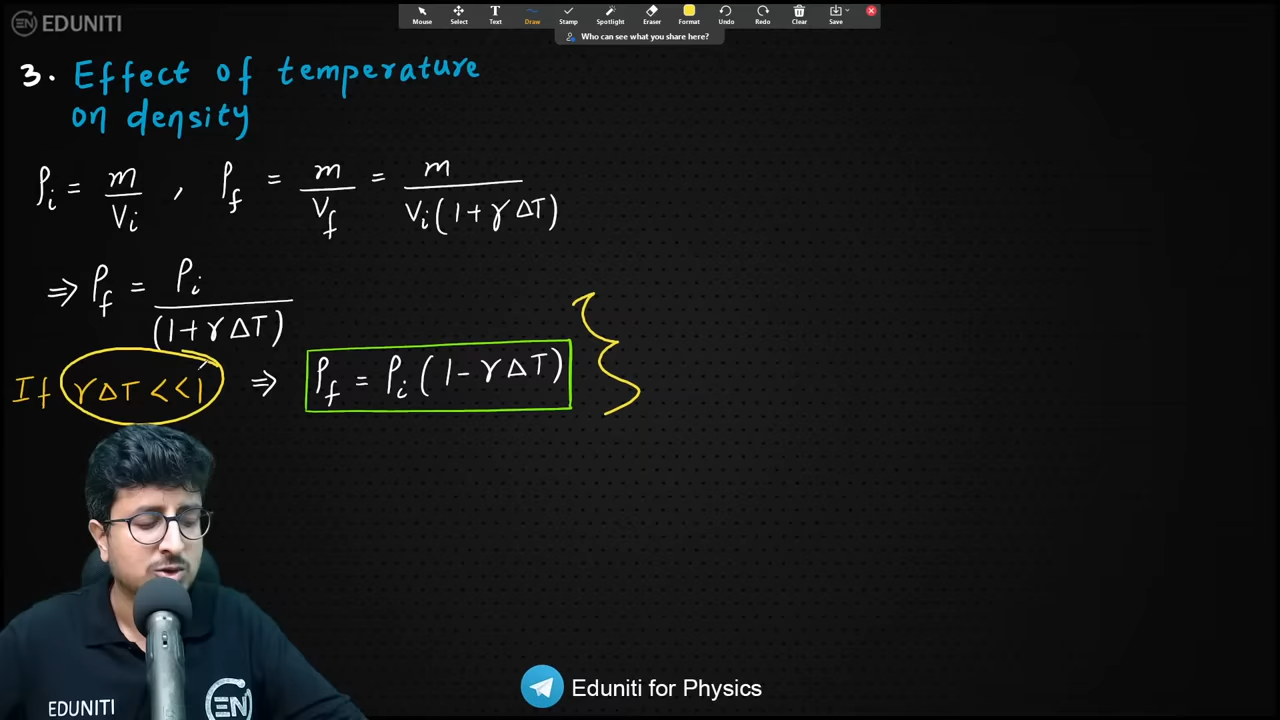 EN EDUNITI
Mouse Select Text Draw Stamp Spotlight Eraser Format Undo Redo Clear Save
Who can see what you share here?
3. Effect of temperature
on density
ρi = m/Vi , ρf = m/Vf = m/Vi(1+γΔT)
⇒ ρf = ρi/(1+γΔT)
If γΔT <<1 ⇒ ρf = ρi (1-γΔT)
EDUNITI
EN
Eduniti for Physics